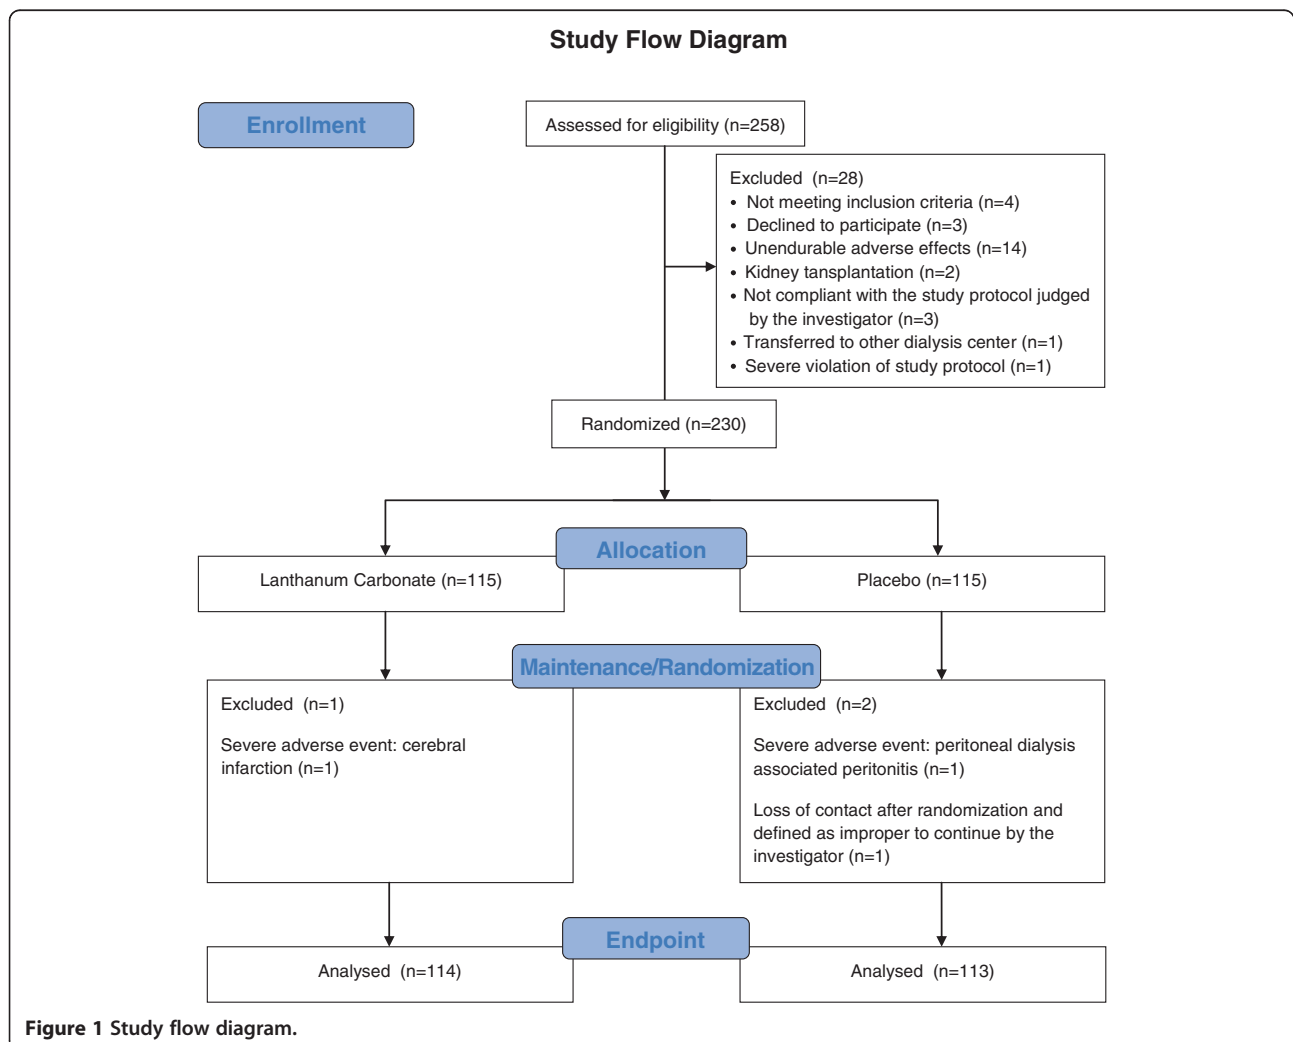 Study Flow Diagram
Enrollment
Assessed for eligibility (n=258)
Excluded (n=28)
• Not meeting inclusion criteria (n=4)
• Declined to participate (n=3)
• Unendurable adverse effects (n=14)
• Kidney tansplantation (n=2)
• Not compliant with the study protocol judged
by the investigator (n=3)
• Transferred to other dialysis center (n=1)
• Severe violation of study protocol (n=1)
Randomized (n=230)
Allocation
Lanthanum Carbonate (n=115)
Placebo (n=115)
Maintenance/Randomization
Excluded (n=1)
Severe adverse event: cerebral
infarction (n=1)
Excluded (n=2)
Severe adverse event: peritoneal dialysis
associated peritonitis (n=1)
Loss of contact after randomization and
defined as improper to continue by the
investigator (n=1)
Endpoint
Analysed (n=114)
Analysed (n=113)
Figure 1 Study flow diagram.